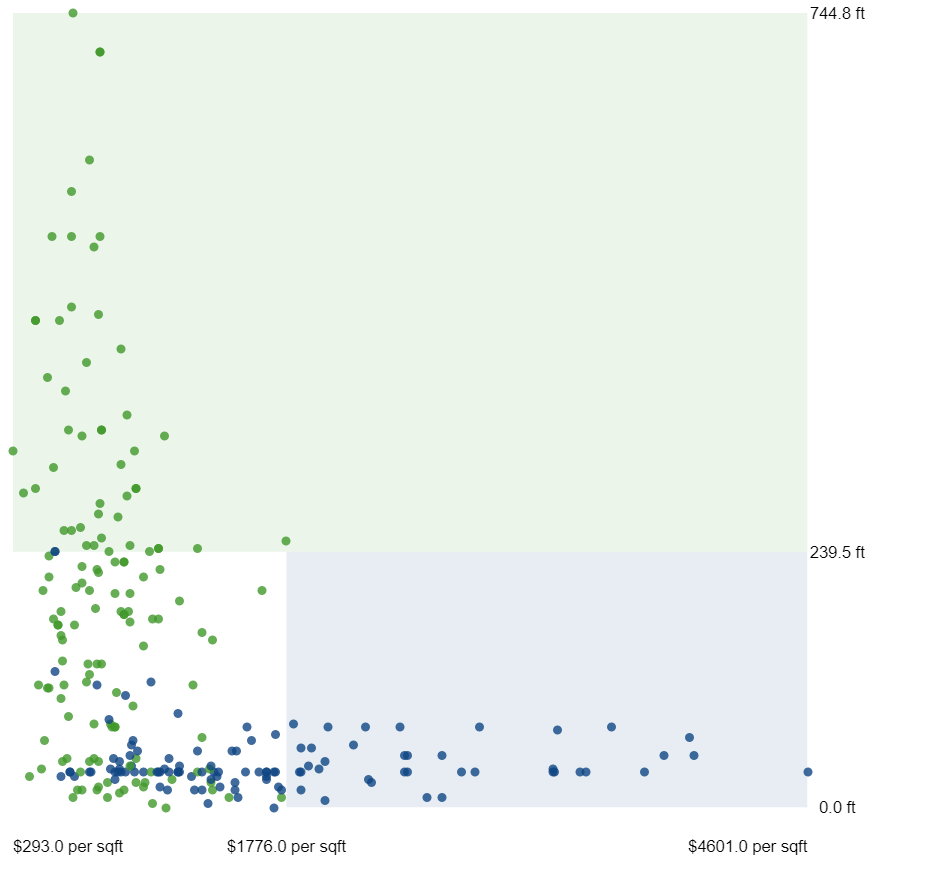 744.8 ft
239.5 ft
0.0 ft
$293.0 per sqft
$1776.0 per sqft
$4601.0 per sqft